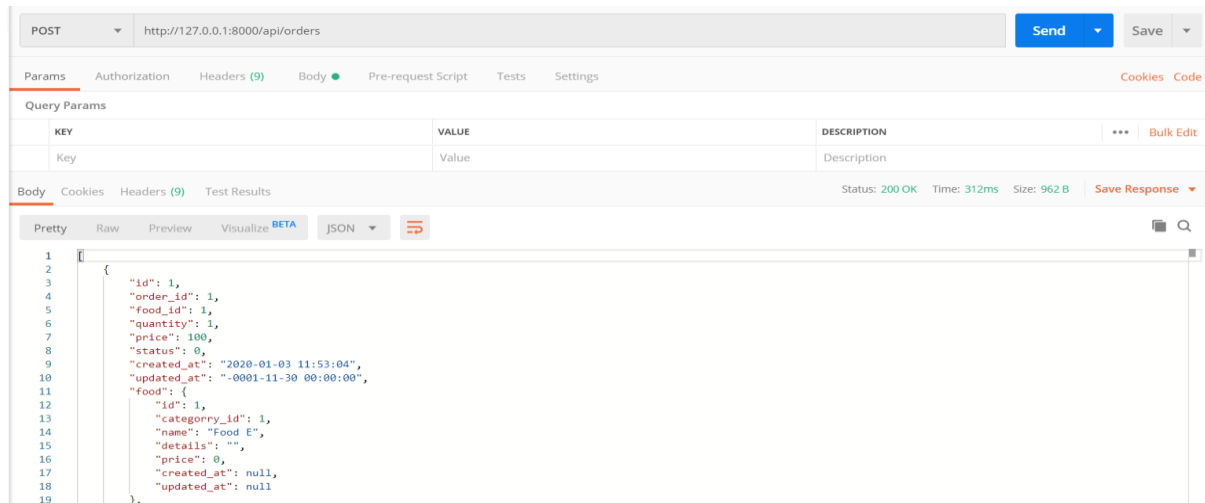 POST http://127.0.0.1:8000/api/orders Send Save
Params Authorization Headers (9) Body Pre-request Script Tests Settings Cookies Code
Query Params
KEY VALUE DESCRIPTION ••• Bulk Edit
Key Value Description
Body Cookies Headers (9) Test Results Status: 200 OK Time: 312ms Size: 962 B Save Response
Pretty Raw Preview Visualize BETA JSON
1 [
2 {
3 "id": 1,
4 "order_id": 1,
5 "food_id": 1,
6 "quantity": 1,
7 "price": 100,
8 "status": 0,
9 "created_at": "2020-01-03 11:53:04",
10 "updated_at": "-0001-11-30 00:00:00",
11 "food": {
12 "id": 1,
13 "categorry_id": 1,
14 "name": "Food E",
15 "details": "",
16 "price": 0,
17 "created_at": null,
18 "updated_at": null
19 },